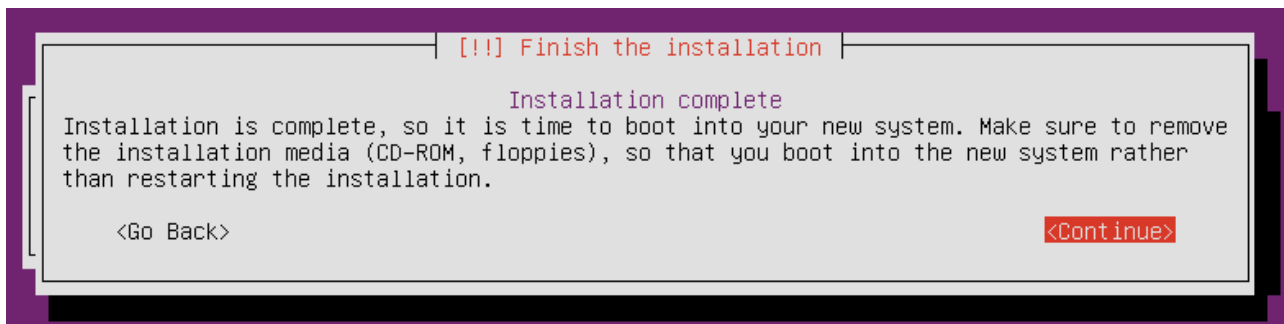 [!!] Finish the installation
Installation complete
Installation is complete, so it is time to boot into your new system. Make sure to remove
the installation media (CD-ROM, floppies), so that you boot into the new system rather
than restarting the installation.
<Go Back> <Continue>